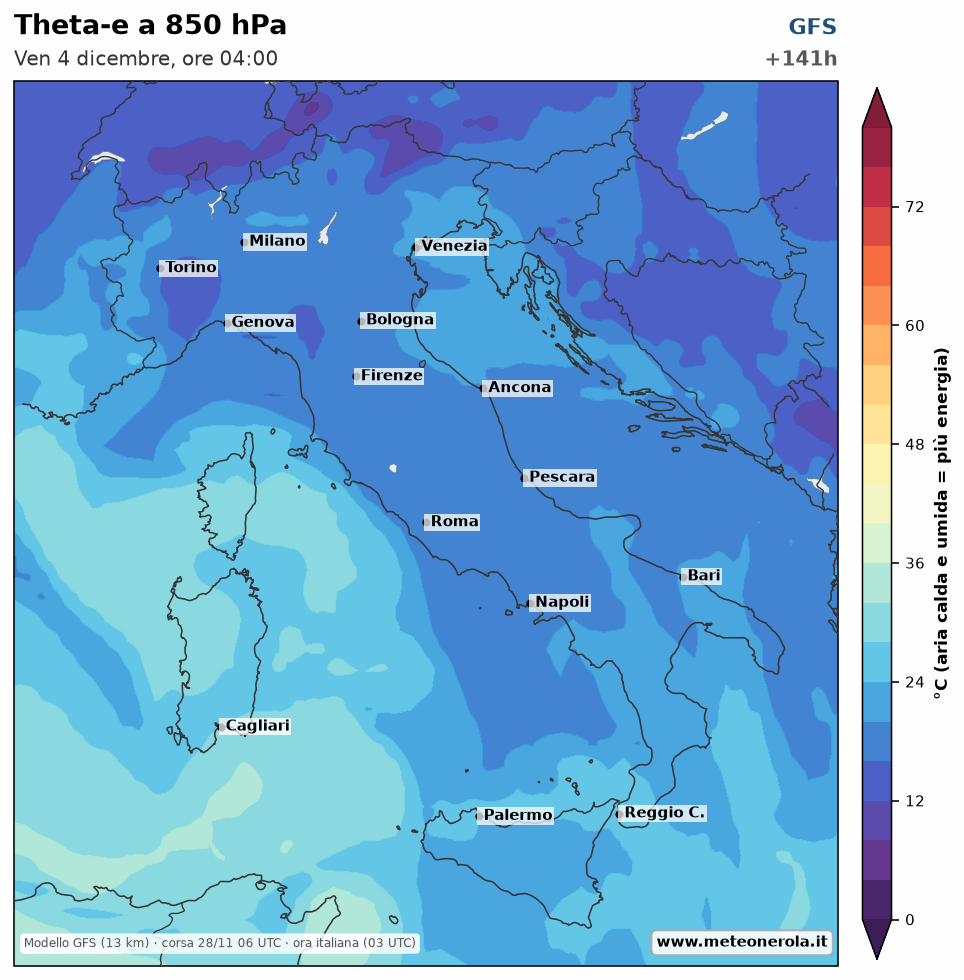 Theta-e a 850 hPa
GFS
Ven 4 dicembre, ore 04:00
+141h
Milano
Venezia
Torino
Genova
Bologna
Firenze
Ancona
Pescara
Roma
Bari
Napoli
Cagliari
Palermo
Reggio C.
72
60
48
36
24
12
0
°C (aria calda e umida = più energia)
Modello GFS (13 km) · corsa 28/11 06 UTC · ora italiana (03 UTC)
www.meteonerola.it